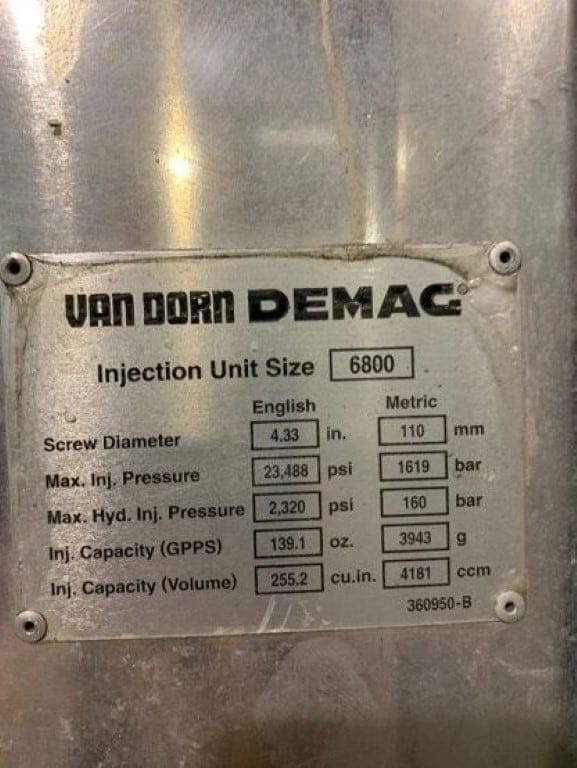 VAN DORN DEMAG
Injection Unit Size 6800
English Metric
Screw Diameter 4.33 in. 110 mm
Max. Inj. Pressure 23,488 psi 1619 bar
Max. Hyd. Inj. Pressure 2,320 psi 160 bar
Inj. Capacity (GPPS) 139.1 oz. 3943 g
Inj. Capacity (Volume) 255.2 cu.in. 4181 ccm
360950-B